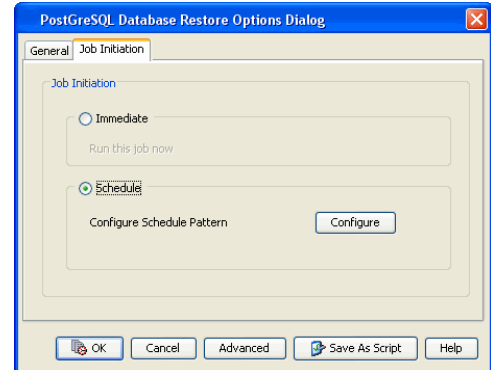 PostGreSQL Database Restore Options Dialog
General Job Initiation
Job Initiation
Immediate
Run this job now
Schedule
Configure Schedule Pattern Configure
OK Cancel Advanced Save As Script Help